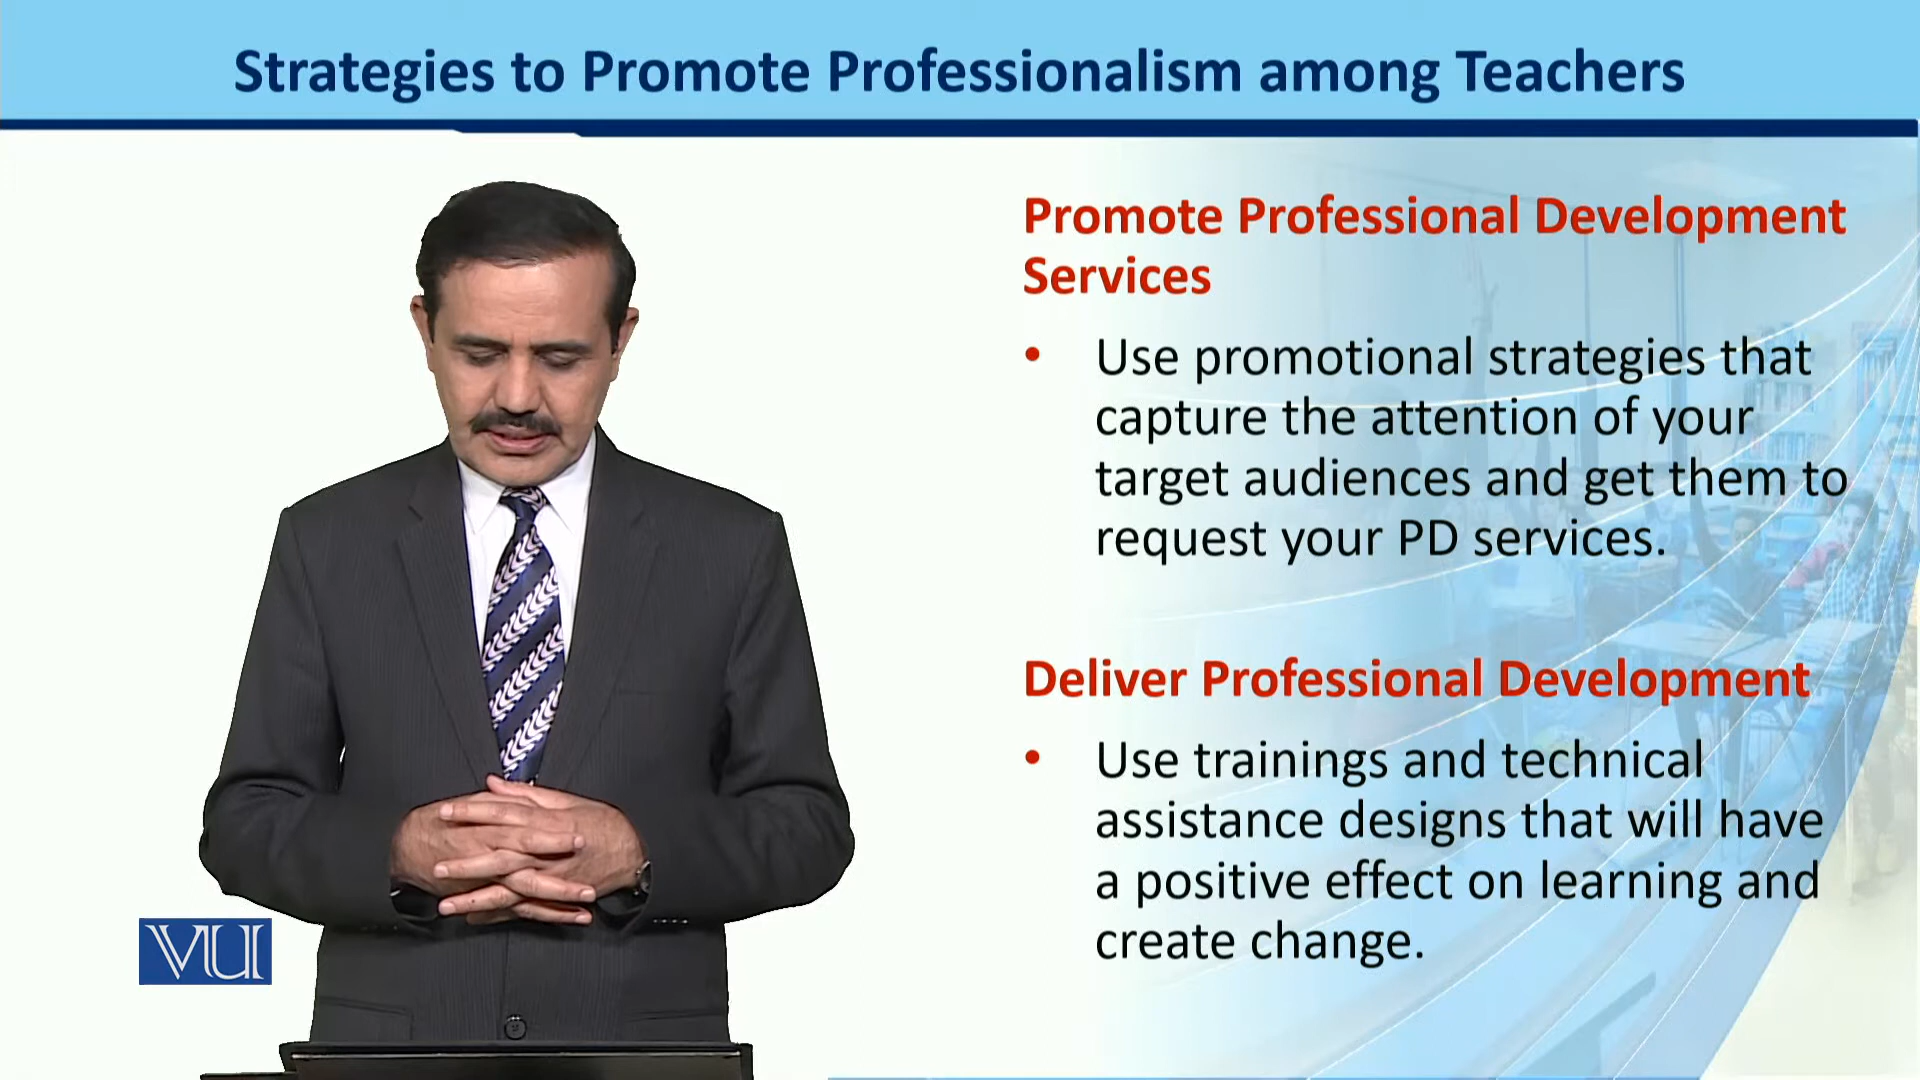 Strategies to Promote Professionalism among Teachers
Promote Professional Development
Services
• Use promotional strategies that
capture the attention of your
target audiences and get them to
request your PD services.
Deliver Professional Development
• Use trainings and technical
assistance designs that will have
a positive effect on learning and
create change.
VU